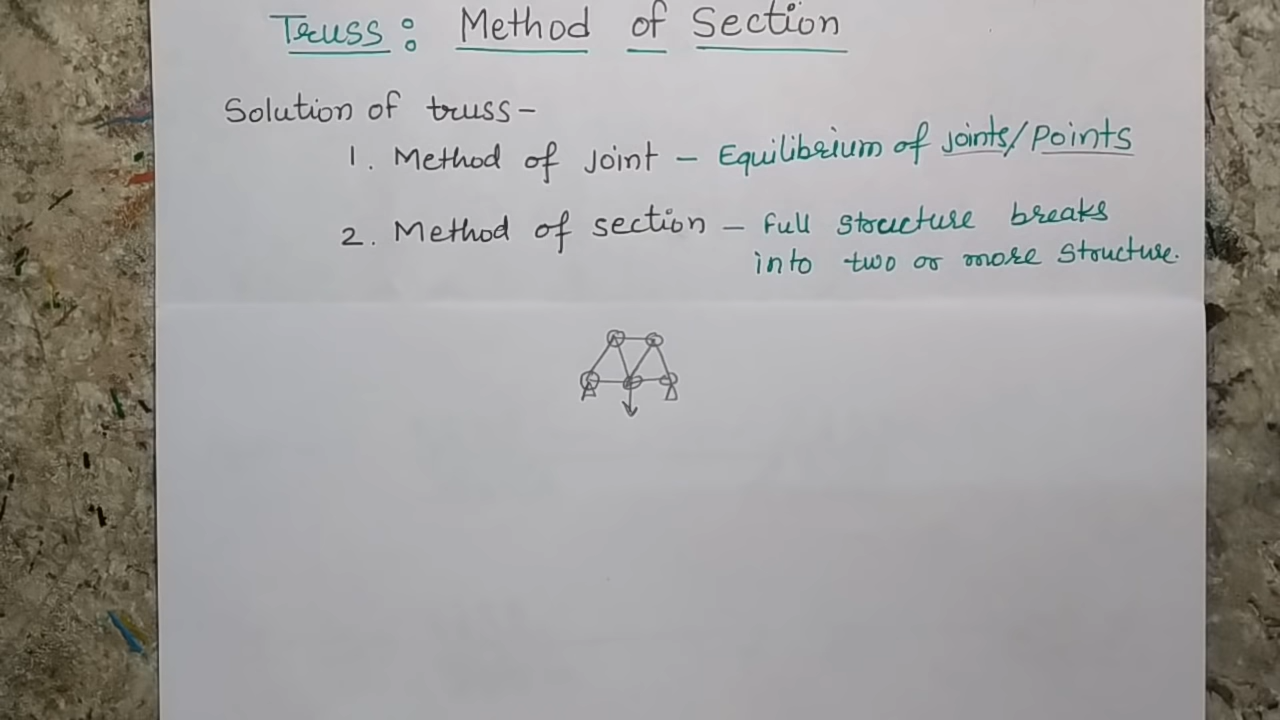 Truss: Method of Section
Solution of truss-
1. Method of joint - Equilibrium of joints/Points
2. Method of section - full structure breaks
into two or more structure.